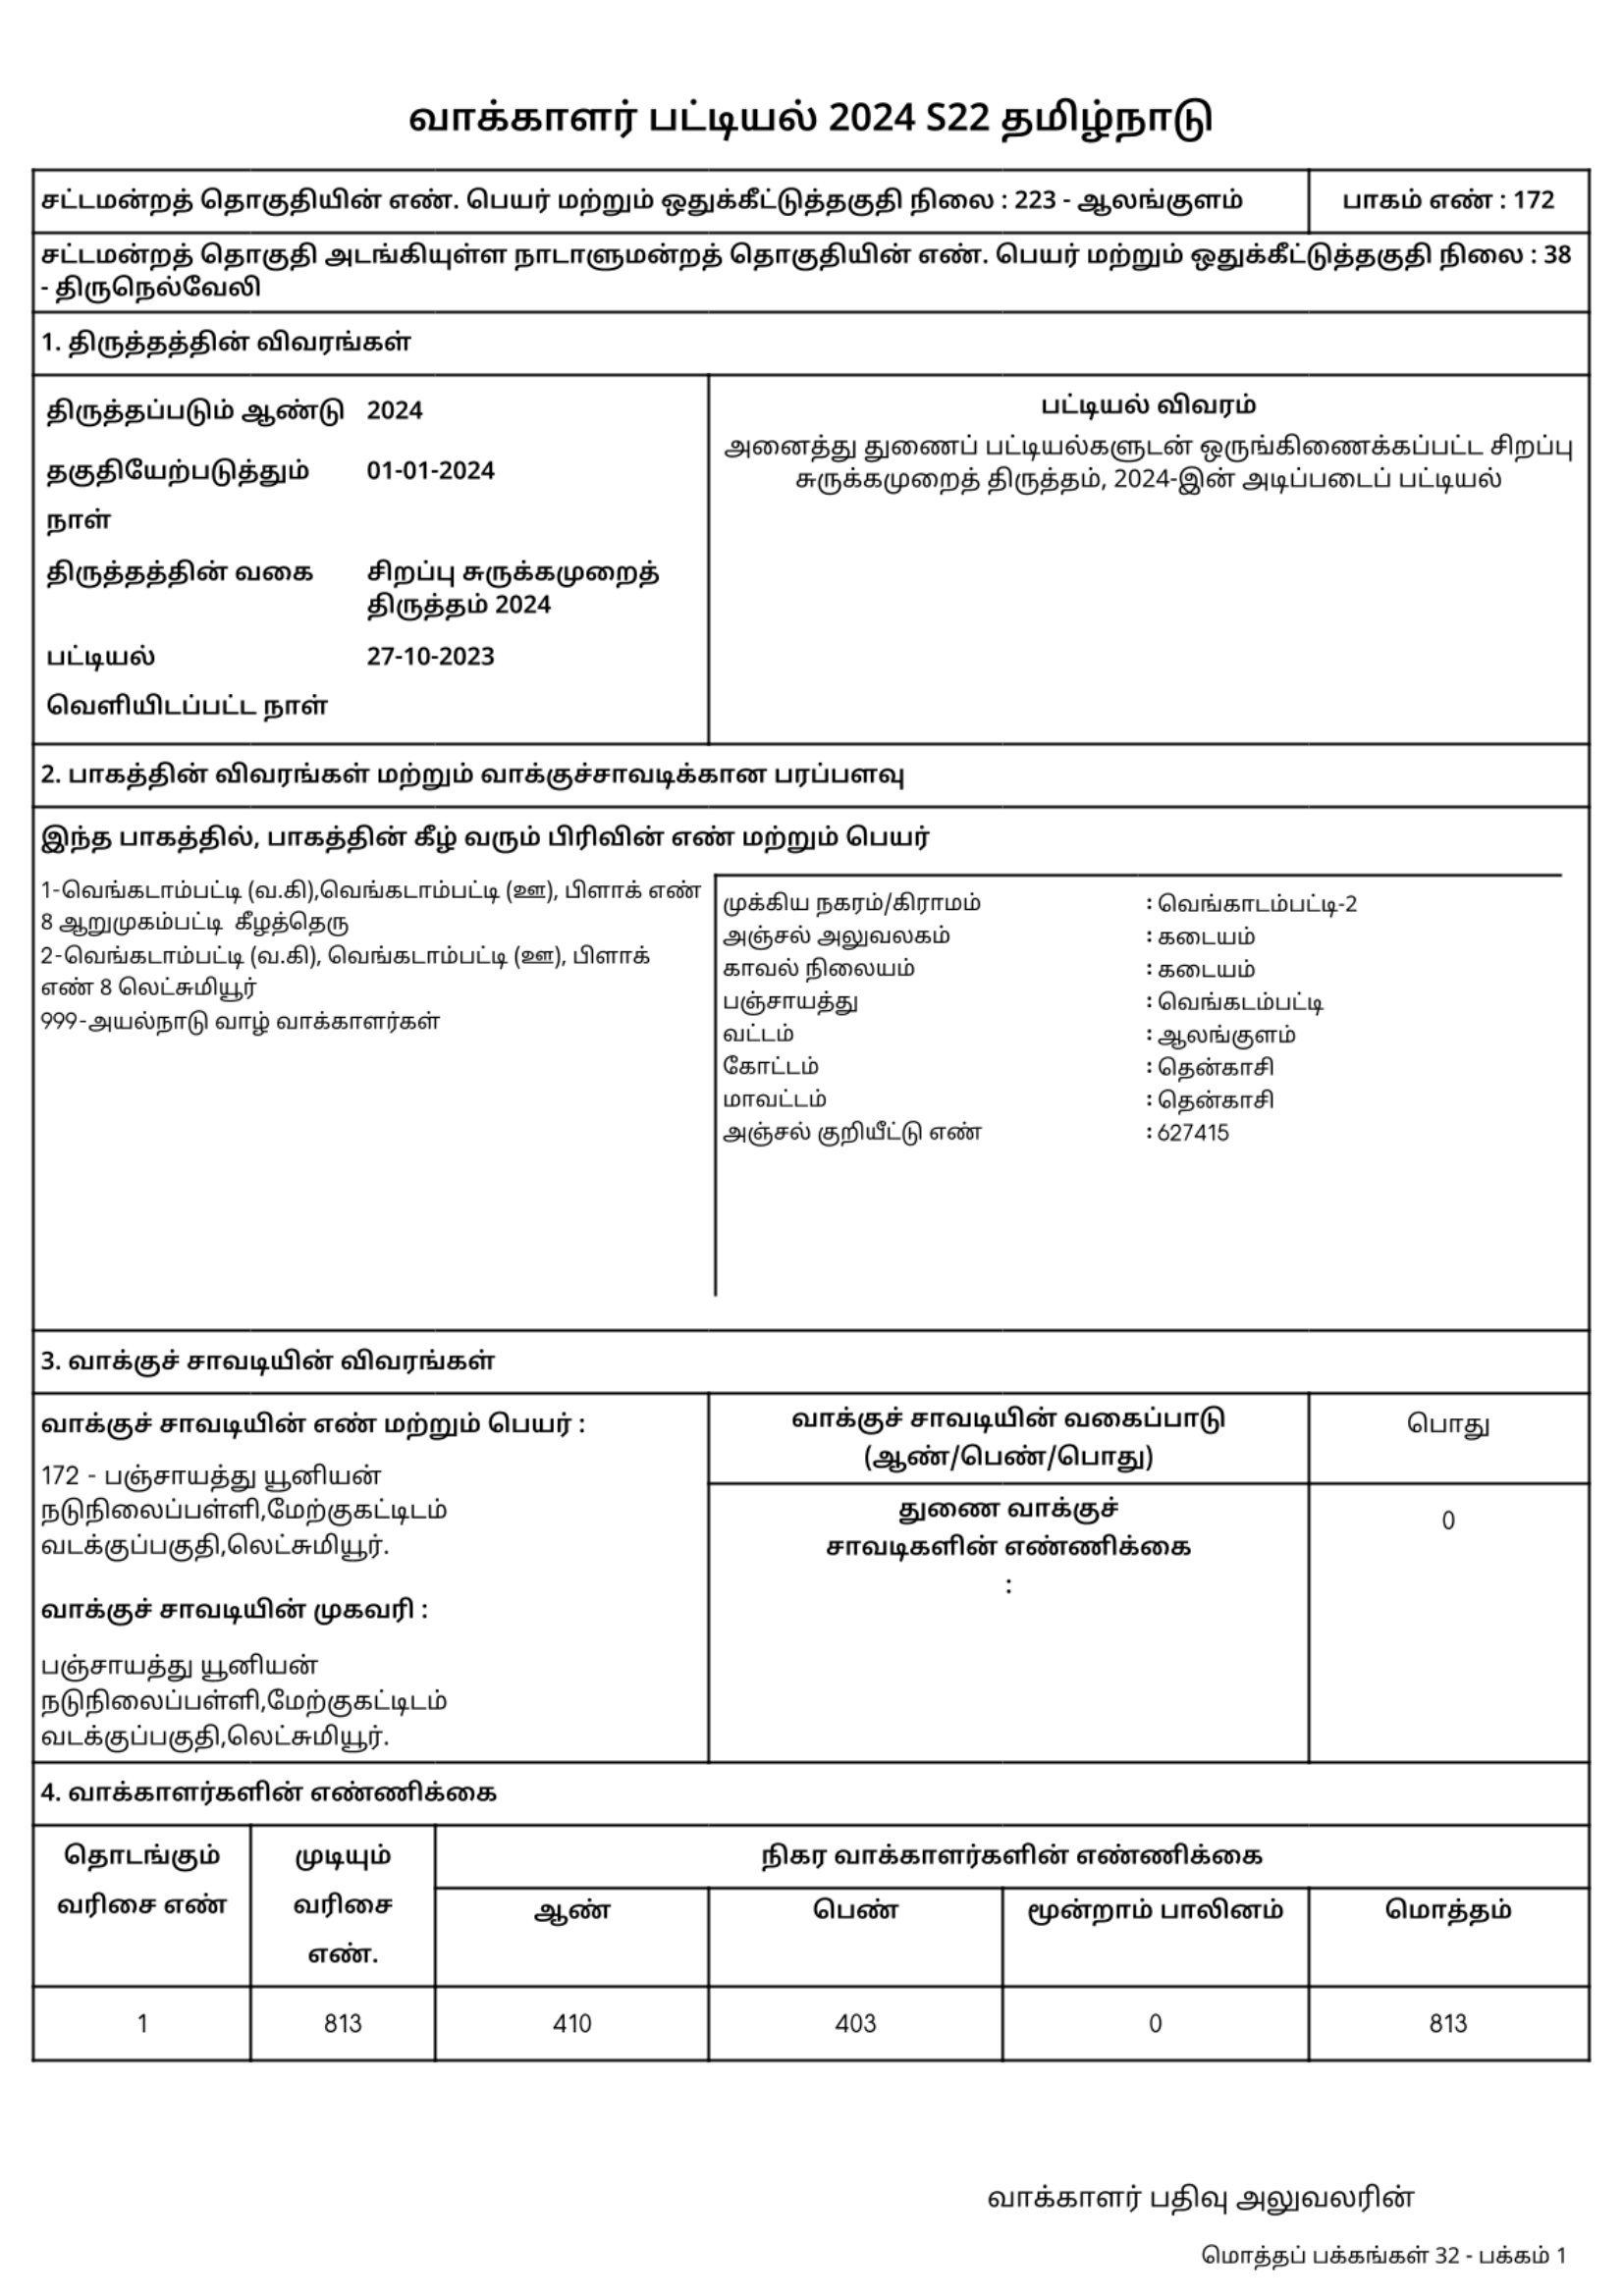 வாக்காளர் பட்டியல் 2024 S22 தமிழ்நாடு
சட்டமன்றத் தொகுதியின் எண். பெயர் மற்றும் ஒதுக்கீட்டுத்தகுதி நிலை : 223 - ஆலங்குளம்
பாகம் எண் : 172
சட்டமன்றத் தொகுதி அடங்கியுள்ள நாடாளுமன்றத் தொகுதியின் எண். பெயர் மற்றும் ஒதுக்கீட்டுத்தகுதி நிலை : 38
- திருநெல்வேலி
1. திருத்தத்தின் விவரங்கள்
திருத்தப்படும் ஆண்டு 2024
தகுதியேற்படுத்தும் 01-01-2024
நாள்
திருத்தத்தின் வகை சிறப்பு சுருக்கமுறைத்
திருத்தம் 2024
பட்டியல் 27-10-2023
வெளியிடப்பட்ட நாள்
பட்டியல் விவரம்
அனைத்து துணைப் பட்டியல்களுடன் ஒருங்கிணைக்கப்பட்ட சிறப்பு
சுருக்கமுறைத் திருத்தம், 2024-இன் அடிப்படைப் பட்டியல்
2. பாகத்தின் விவரங்கள் மற்றும் வாக்குச்சாவடிக்கான பரப்பளவு
இந்த பாகத்தில், பாகத்தின் கீழ் வரும் பிரிவின் எண் மற்றும் பெயர்
1-வெங்கடாம்பட்டி (வ.கி),வெங்கடாம்பட்டி (ஊ), பிளாக் எண்
8 ஆறுமுகம்பட்டி  கீழத்தெரு
2-வெங்கடாம்பட்டி (வ.கி), வெங்கடாம்பட்டி (ஊ), பிளாக்
எண் 8 லெட்சுமியூர்
999-அயல்நாடு வாழ் வாக்காளர்கள்
முக்கிய நகரம்/கிராமம் : வெங்காடம்பட்டி-2
அஞ்சல் அலுவலகம் : கடையம்
காவல் நிலையம் : கடையம்
பஞ்சாயத்து : வெங்கடம்பட்டி
வட்டம் : ஆலங்குளம்
கோட்டம் : தென்காசி
மாவட்டம் : தென்காசி
அஞ்சல் குறியீட்டு எண் : 627415
3. வாக்குச் சாவடியின் விவரங்கள்
வாக்குச் சாவடியின் எண் மற்றும் பெயர் :
172 - பஞ்சாயத்து யூனியன்
நடுநிலைப்பள்ளி,மேற்குகட்டிடம்
வடக்குப்பகுதி,லெட்சுமியூர்.
வாக்குச் சாவடியின் முகவரி :
பஞ்சாயத்து யூனியன்
நடுநிலைப்பள்ளி,மேற்குகட்டிடம்
வடக்குப்பகுதி,லெட்சுமியூர்.
வாக்குச் சாவடியின் வகைப்பாடு
(ஆண்/பெண்/பொது)
பொது
துணை வாக்குச்
சாவடிகளின் எண்ணிக்கை
:
0
4. வாக்காளர்களின் எண்ணிக்கை
தொடங்கும்
வரிசை எண்
முடியும்
வரிசை
எண்.
நிகர வாக்காளர்களின் எண்ணிக்கை
ஆண் பெண் மூன்றாம் பாலினம் மொத்தம்
1 813 410 403 0 813
வாக்காளர் பதிவு அலுவலரின்
மொத்தப் பக்கங்கள் 32 - பக்கம் 1